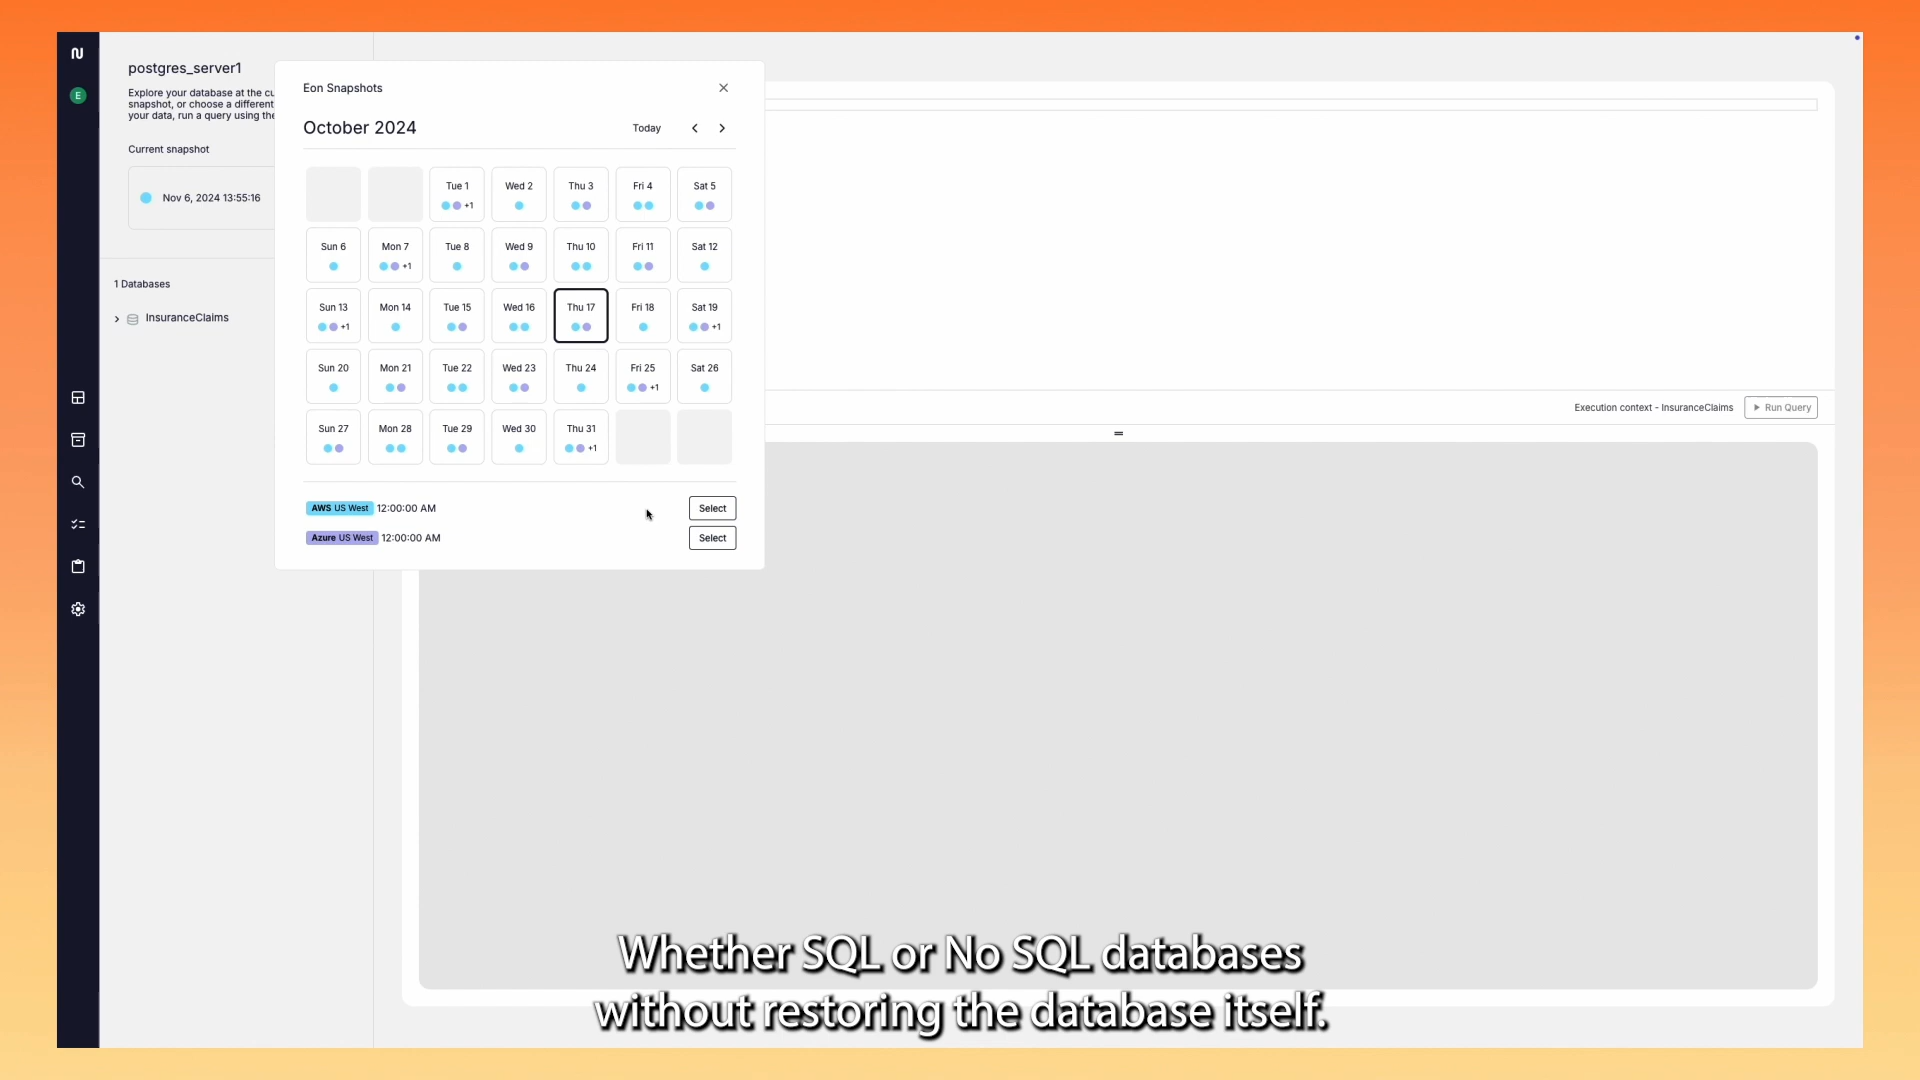 E
postgres_server1
Explore your database at the cu
snapshot, or choose a different
your data, run a query using the
Current snapshot
Nov 6, 2024 13:55:16
1 Databases
InsuranceClaims
Eon Snapshots
October 2024
Today
Tue 1 Wed 2 Thu 3 Fri 4 Sat 5
+1
Sun 6 Mon 7 Tue 8 Wed 9 Thu 10 Fri 11 Sat 12
+1
Sun 13 Mon 14 Tue 15 Wed 16 Thu 17 Fri 18 Sat 19
+1 +1
Sun 20 Mon 21 Tue 22 Wed 23 Thu 24 Fri 25 Sat 26
+1
Sun 27 Mon 28 Tue 29 Wed 30 Thu 31
+1
AWS US West 12:00:00 AM Select
Azure US West 12:00:00 AM Select
Execution context - InsuranceClaims Run Query
Whether SQL or No SQL databases
without restoring the database itself.